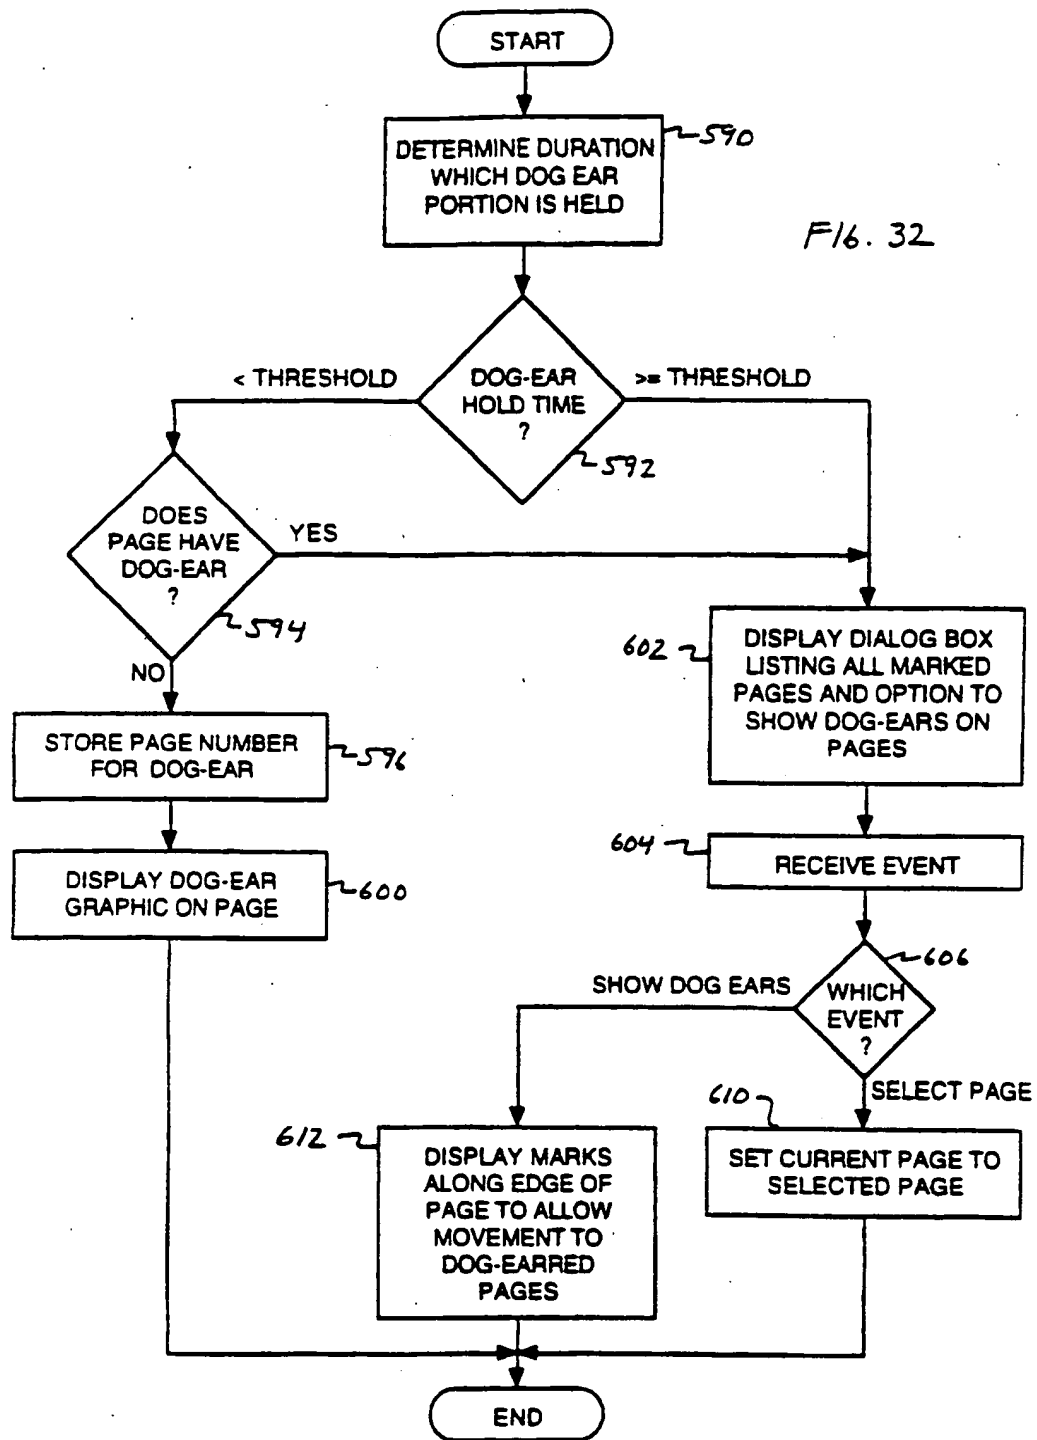 START
DETERMINE DURATION
WHICH DOG EAR
PORTION IS HELD
590
FIG. 32
< THRESHOLD
DOG-EAR
HOLD TIME
?
>= THRESHOLD
592
DOES
PAGE HAVE
DOG-EAR
?
YES
594
NO
STORE PAGE NUMBER
FOR DOG-EAR
596
DISPLAY DOG-EAR
GRAPHIC ON PAGE
600
602
DISPLAY DIALOG BOX
LISTING ALL MARKED
PAGES AND OPTION TO
SHOW DOG-EARS ON
PAGES
604
RECEIVE EVENT
606
SHOW DOG EARS
WHICH
EVENT
?
SELECT PAGE
610
SET CURRENT PAGE TO
SELECTED PAGE
612
DISPLAY MARKS
ALONG EDGE OF
PAGE TO ALLOW
MOVEMENT TO
DOG-EARRED
PAGES
END